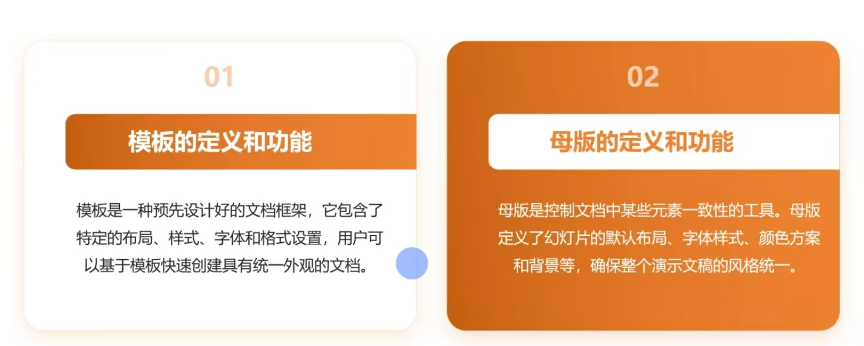 01
模板的定义和功能
模板是一种预先设计好的文档框架，它包含了
特定的布局、样式、字体和格式设置，用户可
以基于模板快速创建具有统一外观的文档。
02
母版的定义和功能
母版是控制文档中某些元素一致性的工具。母版
定义了幻灯片的默认布局、字体样式、颜色方案
和背景等，确保整个演示文稿的风格统一。